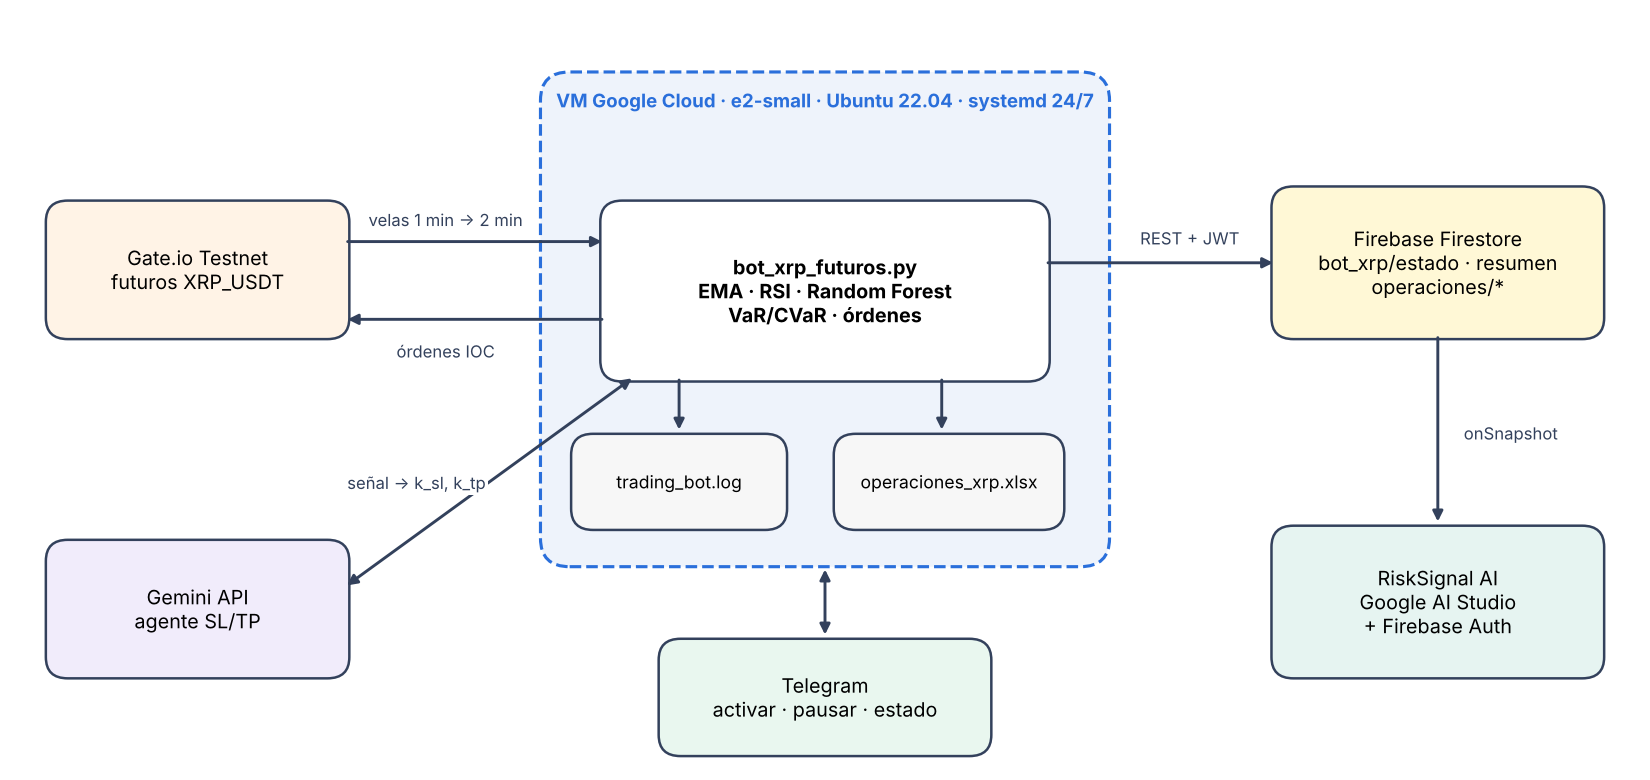 VM Google Cloud · e2-small · Ubuntu 22.04 · systemd 24/7
Gate.io Testnet
futuros XRP_USDT
velas 1 min → 2 min
órdenes IOC
bot_xrp_futuros.py
EMA · RSI · Random Forest
VaR/CVaR · órdenes
REST + JWT
Firebase Firestore
bot_xrp/estado · resumen
operaciones/*
onSnapshot
señal → k_sl, k_tp
trading_bot.log
operaciones_xrp.xlsx
Gemini API
agente SL/TP
RiskSignal AI
Google AI Studio
+ Firebase Auth
Telegram
activar · pausar · estado